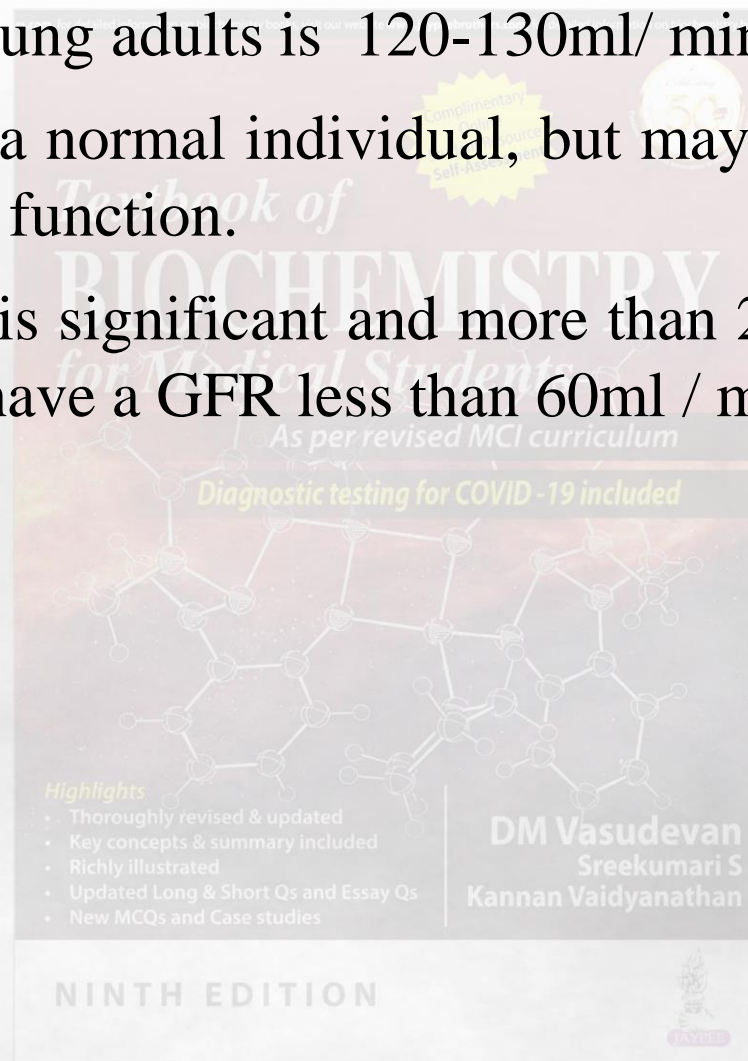 ung adults is 120-130ml/ min
a normal individual, but may
function.
is significant and more than 2
have a GFR less than 60ml / m
Complimentary
Self-Assessment
Textbook of
BIOCHEMISTRY
for Medical Students
As per revised MCI curriculum
Diagnostic testing for COVID -19 included
Highlights
• Thoroughly revised & updated
• Key concepts & summary included
• Richly illustrated
• Updated Long & Short Qs and Essay Qs
• New MCQs and Case studies
DM Vasudevan
Sreekumari S
Kannan Vaidyanathan
NINTH EDITION
JAYPEE